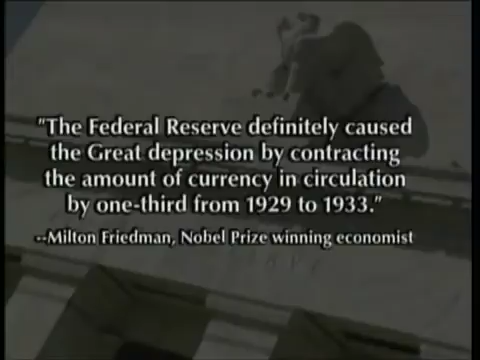 "The Federal Reserve definitely caused
the Great depression by contracting
the amount of currency in circulation
by one-third from 1929 to 1933."
--Milton Friedman, Nobel Prize winning economist